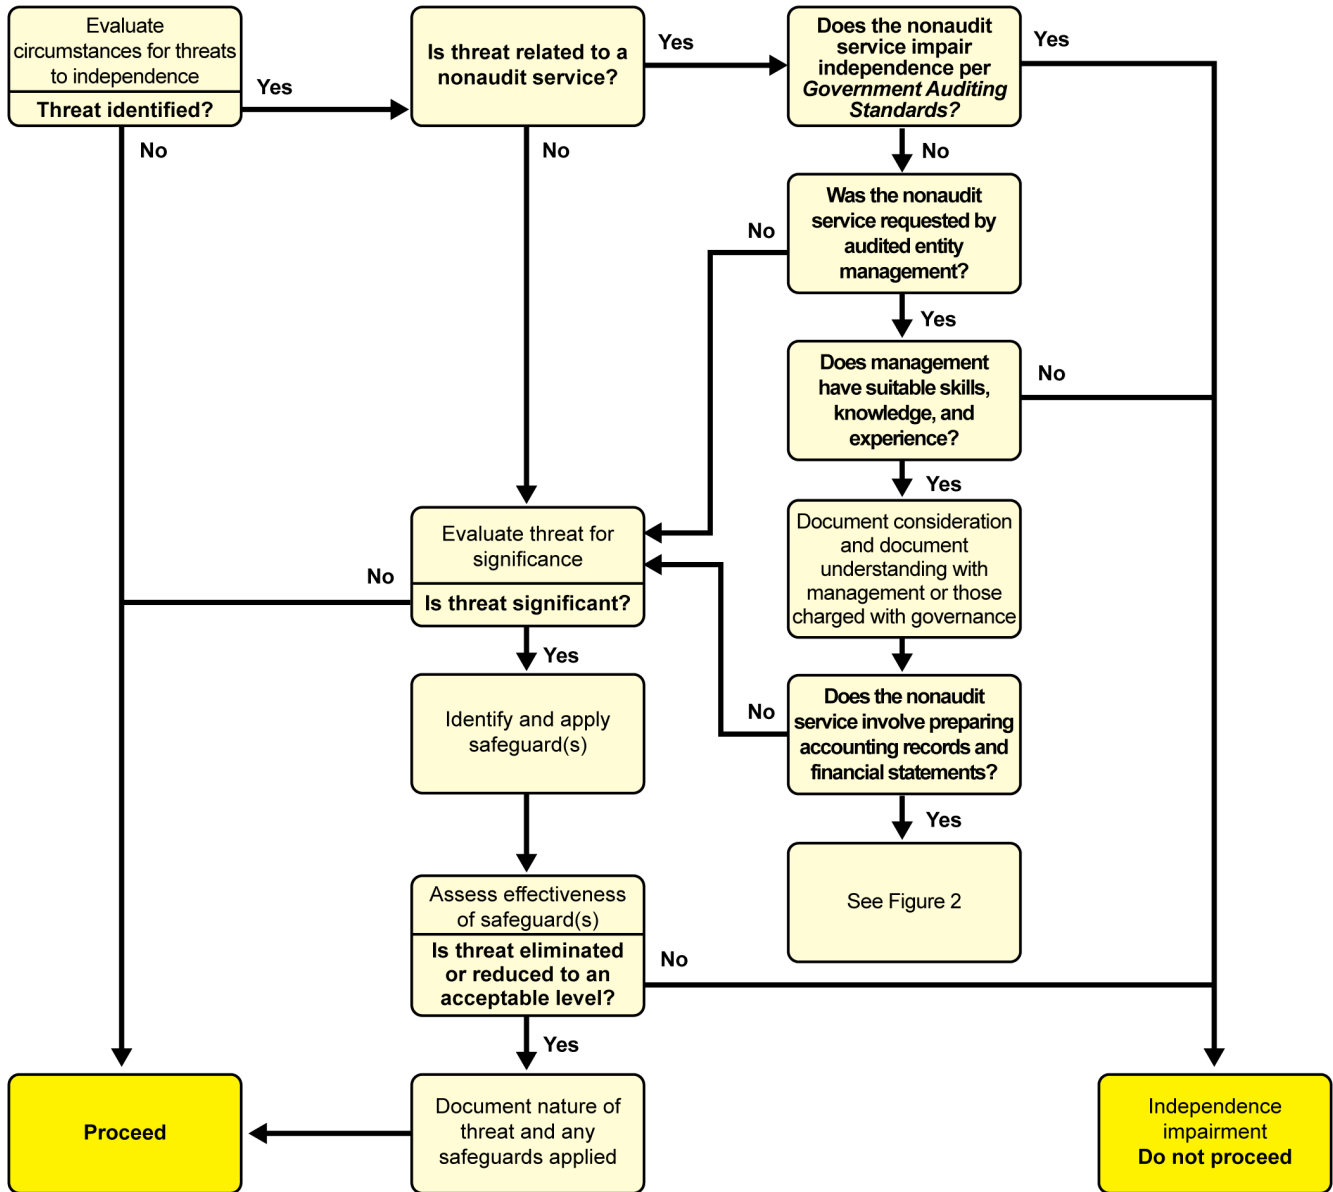 Evaluate
circumstances for threats
to independence
Threat identified?
Yes
No
Is threat related to a
nonaudit service?
Yes
No
Does the nonaudit
service impair
independence per
Government Auditing
Standards?
Yes
No
Was the nonaudit
service requested by
audited entity
management?
No
Yes
Does management
have suitable skills,
knowledge, and
experience?
No
Yes
Document consideration
and document
understanding with
management or those
charged with governance
Does the nonaudit
service involve preparing
accounting records and
financial statements?
No
Yes
See Figure 2
Evaluate threat for
significance
Is threat significant?
No
Yes
Identify and apply
safeguard(s)
Assess effectiveness
of safeguard(s)
Is threat eliminated
or reduced to an
acceptable level?
No
Yes
Document nature of
threat and any
safeguards applied
Proceed
Independence
impairment
Do not proceed